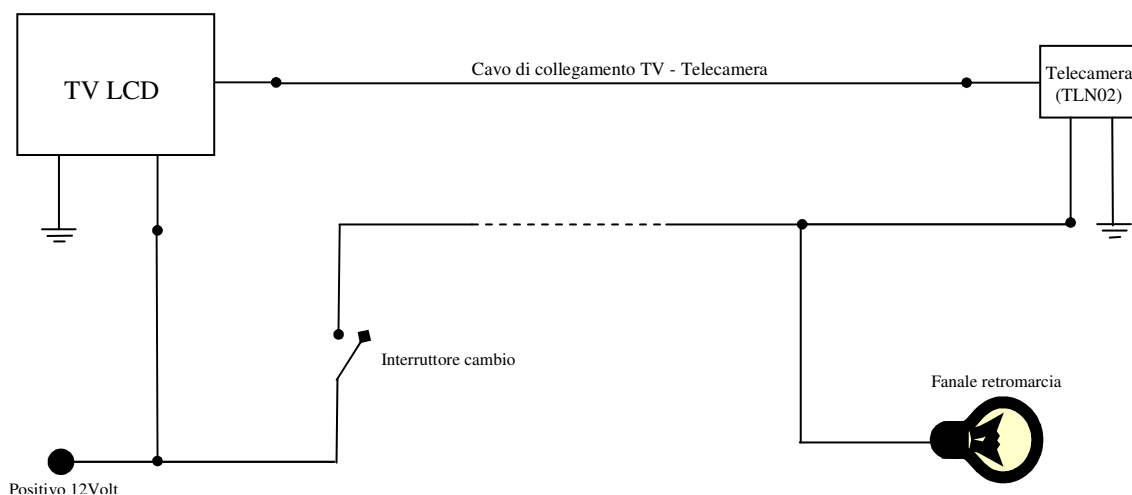 TV LCD
Cavo di collegamento TV - Telecamera
Telecamera
(TLN02)
Interruttore cambio
Fanale retromarcia
Positivo 12Volt